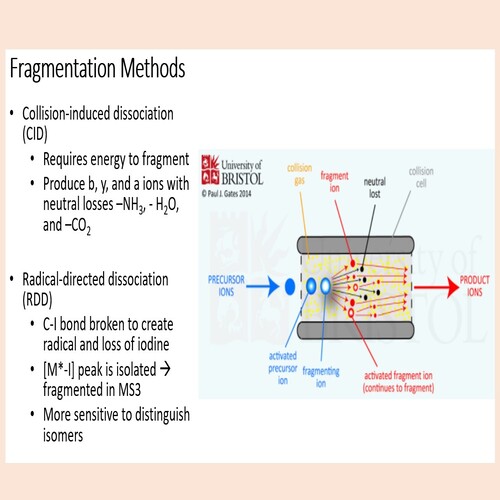 Fragmentation Methods
• Collision-induced dissociation
(CID)
• Requires energy to fragment
• Produce b, y, and a ions with
neutral losses –NH3, - H2O,
and –CO2
• Radical-directed dissociation
(RDD)
• C-I bond broken to create
radical and loss of iodine
• [M*-I] peak is isolated →
fragmented in MS3
• More sensitive to distinguish
isomers
University of
BRISTOL
© Paul J. Gates 2014
collision
gas
fragment
ion
neutral
lost
collision
cell
PRECURSOR
IONS
PRODUCT
IONS
activated
precursor
ion
fragmenting
ion
activated fragment ion
(continues to fragment)